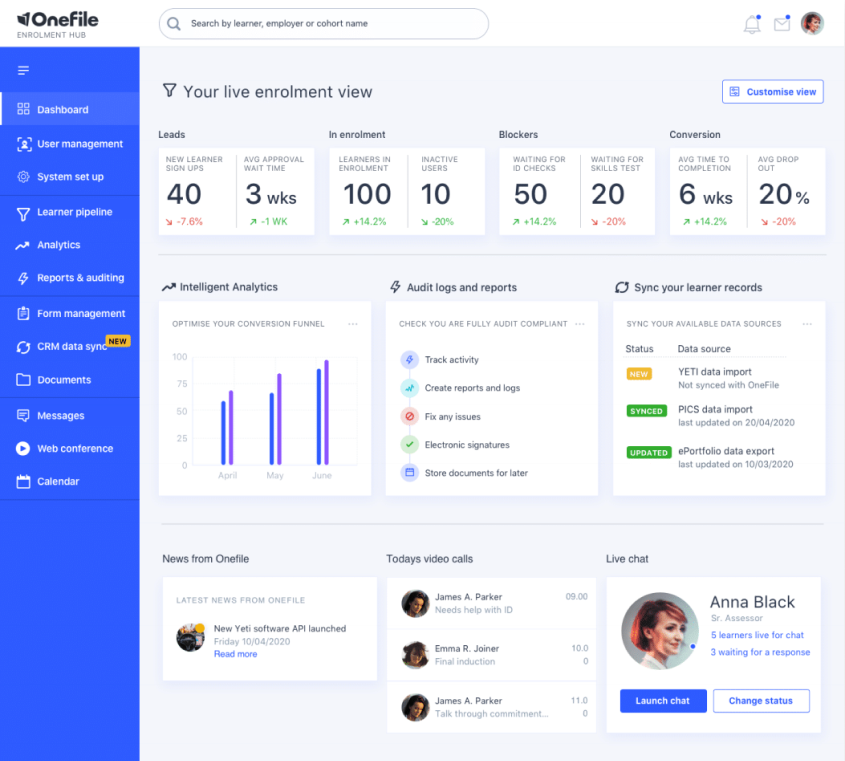 Onefile
ENROLMENT HUB
Search by learner, employer or cohort name
Dashboard
User management
System set up
Learner pipeline
Analytics
Reports & auditing
Form management
CRM data sync
NEW
Documents
Messages
Web conference
Calendar
Your live enrolment view
Customise view
Leads
NEW LEARNER
SIGN UPS
40
-7.6%
AVG APPROVAL
WAIT TIME
3 wks
-1 WK
In enrolment
LEARNERS IN
ENROLMENT
100
+14.2%
INACTIVE
USERS
10
-20%
Blockers
WAITING FOR
ID CHECKS
50
+14.2%
WAITING FOR
SKILLS TEST
20
-20%
Conversion
AVG TIME TO
COMPLETION
6 wks
+14.2%
AVG DROP
OUT
20%
-20%
Intelligent Analytics
OPTIMISE YOUR CONVERSION FUNNEL
100
75
50
25
0
April May June
Audit logs and reports
CHECK YOU ARE FULLY AUDIT COMPLIANT
Track activity
Create reports and logs
Fix any issues
Electronic signatures
Store documents for later
Sync your learner records
SYNC YOUR AVAILABLE DATA SOURCES
Status Data source
NEW YETI data import
Not synced with OneFile
SYNCED PICS data import
last updated on 20/04/2020
UPDATED ePortfolio data export
last updated on 10/03/2020
News from Onefile
LATEST NEWS FROM ONEFILE
New Yeti software API launched
Friday 10/04/2020
Read more
Todays video calls
James A. Parker 09.00
Needs help with ID
Emma R. Joiner 10.0
Final induction 0
James A. Parker 11.0
Talk through commitment... 0
Live chat
Anna Black
Sr. Assessor
5 learners live for chat
3 waiting for a response
Launch chat
Change status